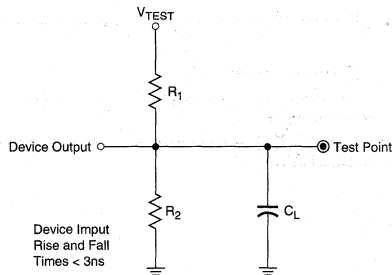 VTEST
R1
Device Output
Test Point
R2
CL
Device Imput
Rise and Fall
Times < 3ns